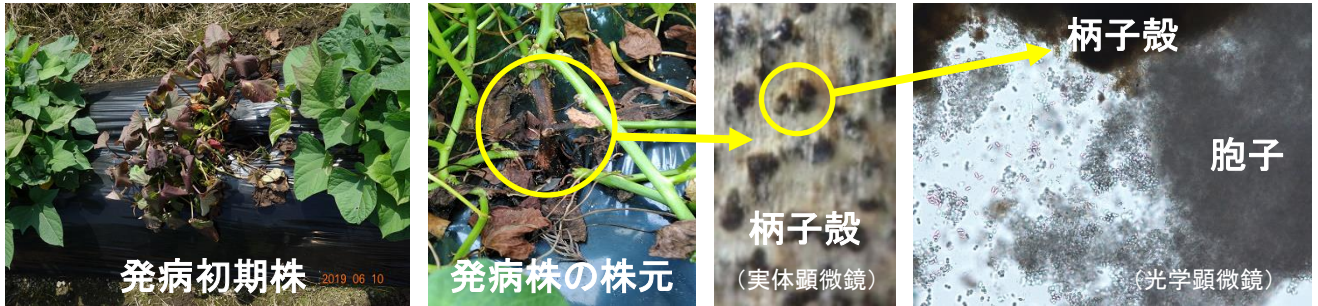 発病初期株
2019 06 10
発病株の株元
柄子殻
（実体顕微鏡）
柄子殻
胞子
（光学顕微鏡）